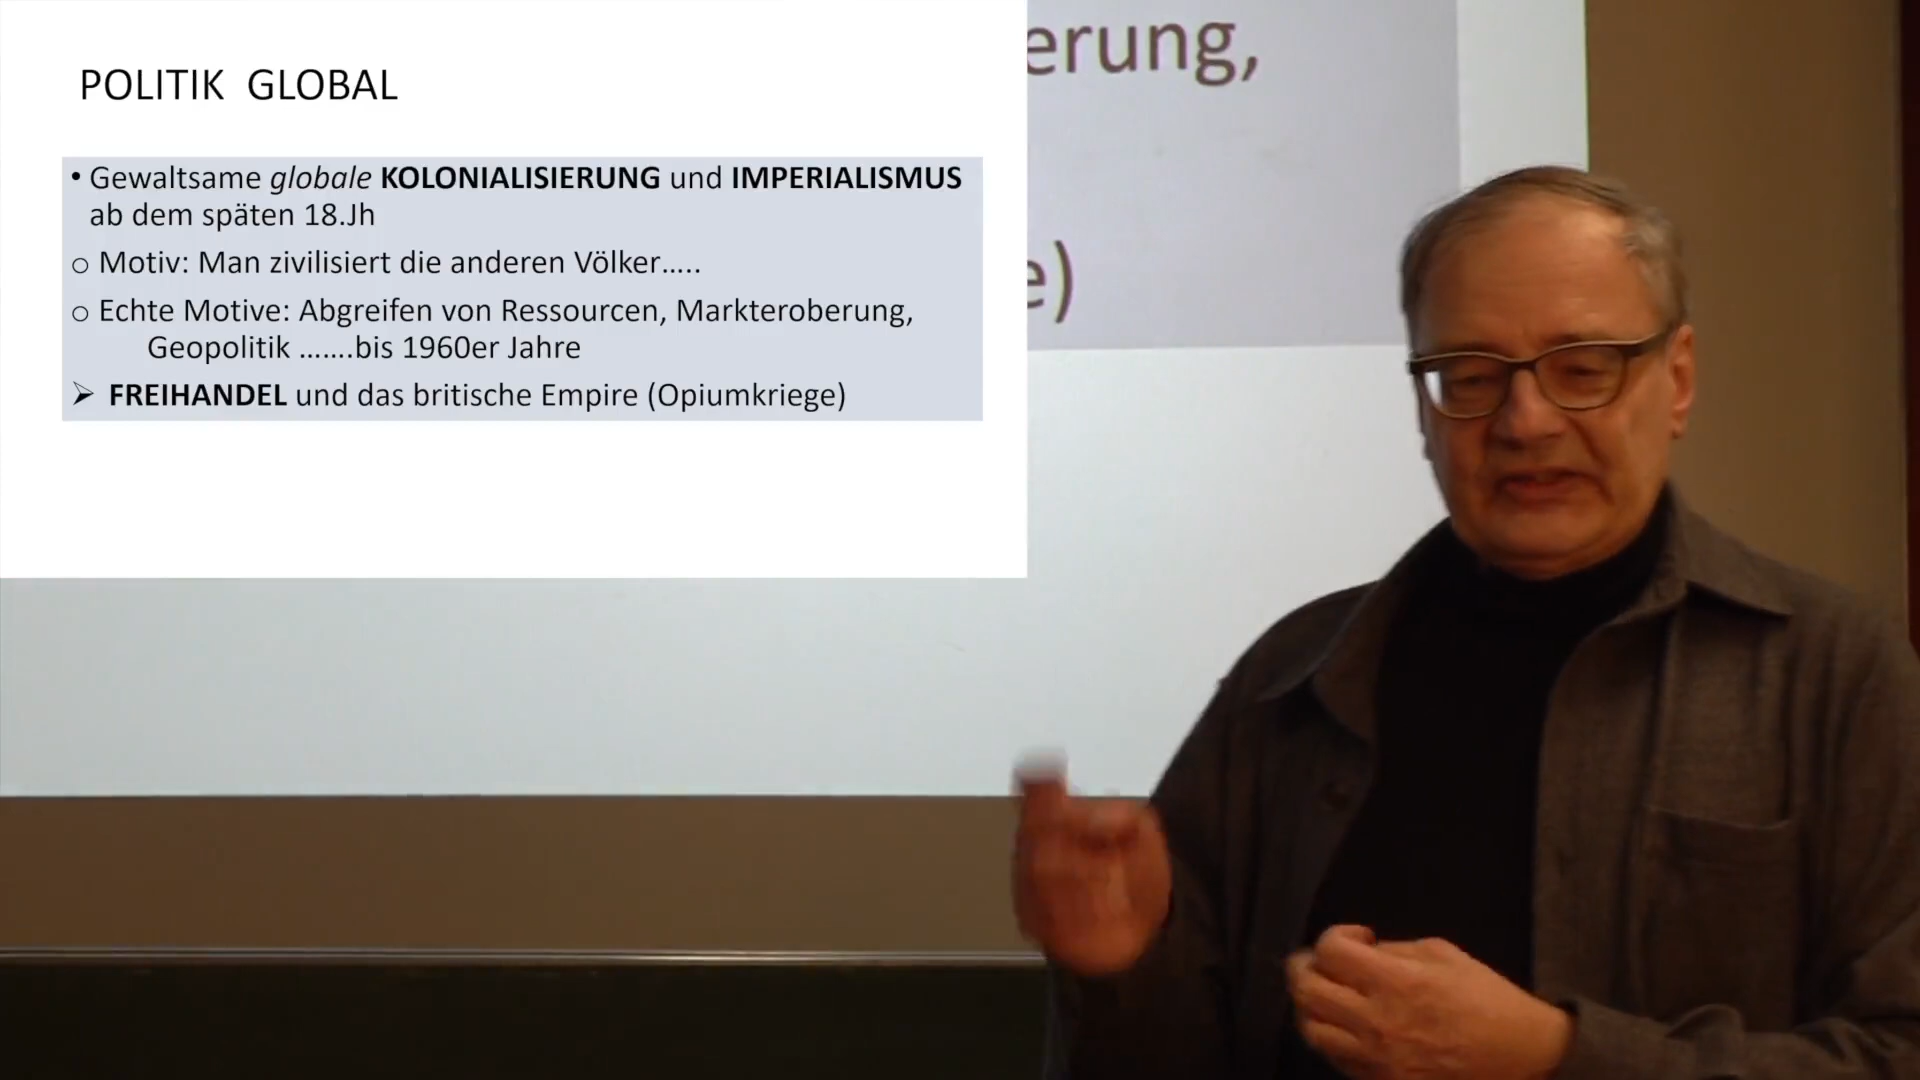 POLITIK GLOBAL
• Gewaltsame globale KOLONIALISIERUNG und IMPERIALISMUS
ab dem späten 18.Jh
o Motiv: Man zivilisiert die anderen Völker…..
o Echte Motive: Abgreifen von Ressourcen, Markteroberung,
Geopolitik …….bis 1960er Jahre
➢ FREIHANDEL und das britische Empire (Opiumkriege)
erung,
e)